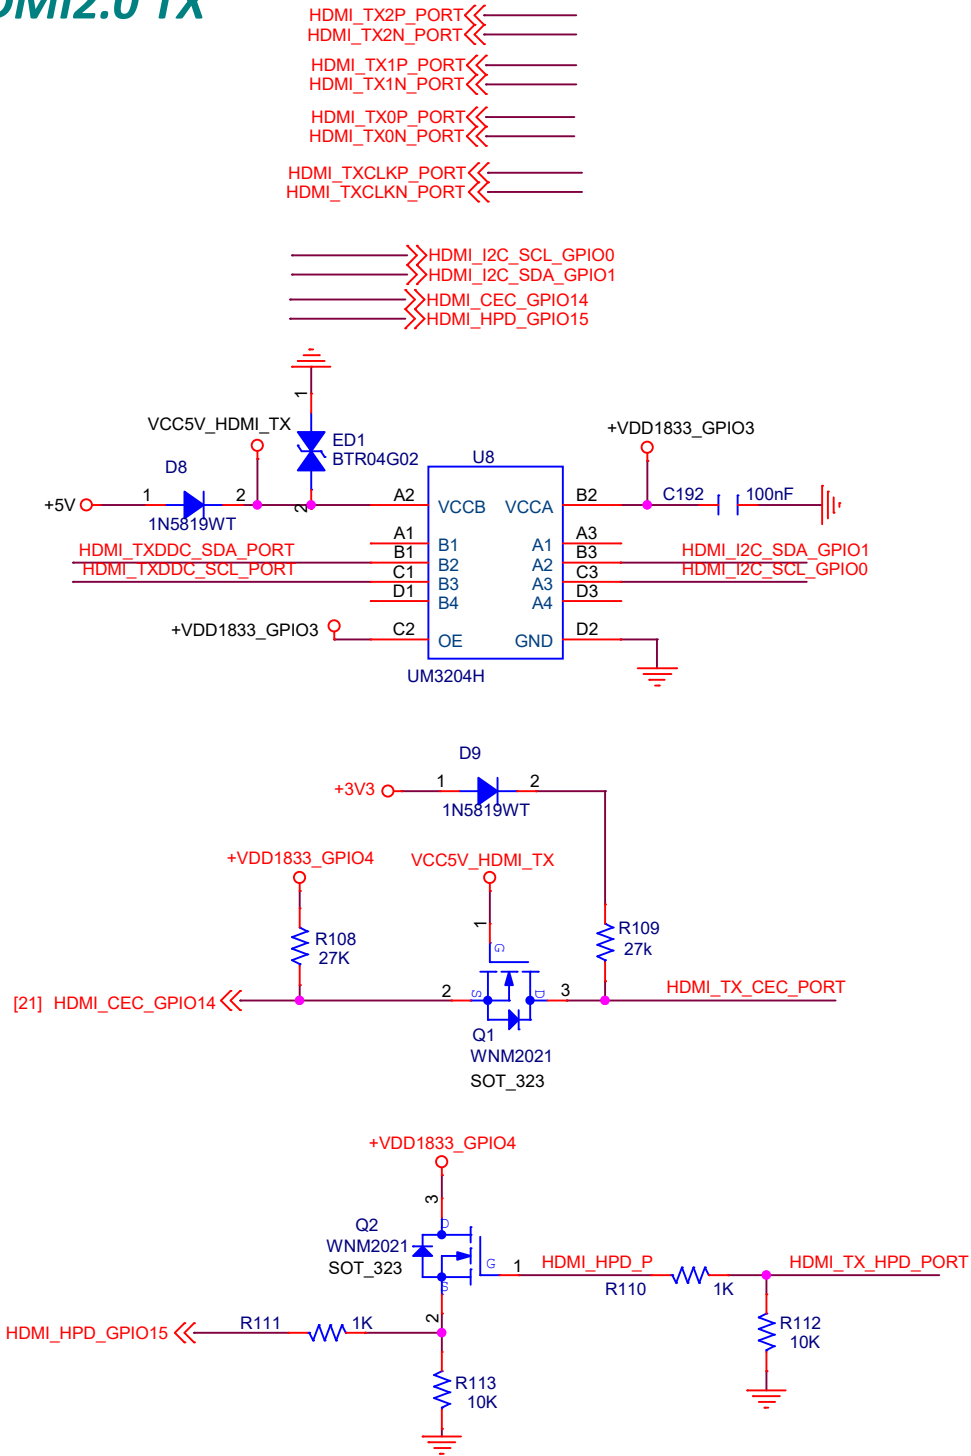 HDMI2.0 TX
HDMI_TX2P_PORT
HDMI_TX2N_PORT
HDMI_TX1P_PORT
HDMI_TX1N_PORT
HDMI_TX0P_PORT
HDMI_TX0N_PORT
HDMI_TXCLKP_PORT
HDMI_TXCLKN_PORT
HDMI_I2C_SCL_GPIO0
HDMI_I2C_SDA_GPIO1
HDMI_CEC_GPIO14
HDMI_HPD_GPIO15
1
VCC5V_HDMI_TX
ED1
BTR04G02
+VDD1833_GPIO3
D8
U8
+5V 1 2 2 A2 VCCB VCCA B2 C192 100nF
1N5819WT
A1 B1 A1 A3
HDMI_TXDDC_SDA_PORT B1 B2 A2 B3 HDMI_I2C_SDA_GPIO1
HDMI_TXDDC_SCL_PORT C1 B3 A3 C3 HDMI_I2C_SCL_GPIO0
D1 B4 A4 D3
+VDD1833_GPIO3 C2 OE GND D2
UM3204H
D9
+3V3 1 2
1N5819WT
+VDD1833_GPIO4 VCC5V_HDMI_TX
1
R108
27K
G
R109
27k
[21] HDMI_CEC_GPIO14 2 S D 3 HDMI_TX_CEC_PORT
Q1
WNM2021
SOT_323
+VDD1833_GPIO4
3
D
Q2
WNM2021
SOT_323
G 1 HDMI_HPD_P R110 1K HDMI_TX_HPD_PORT
S
2
HDMI_HPD_GPIO15 R111 1K
R112
10K
R113
10K